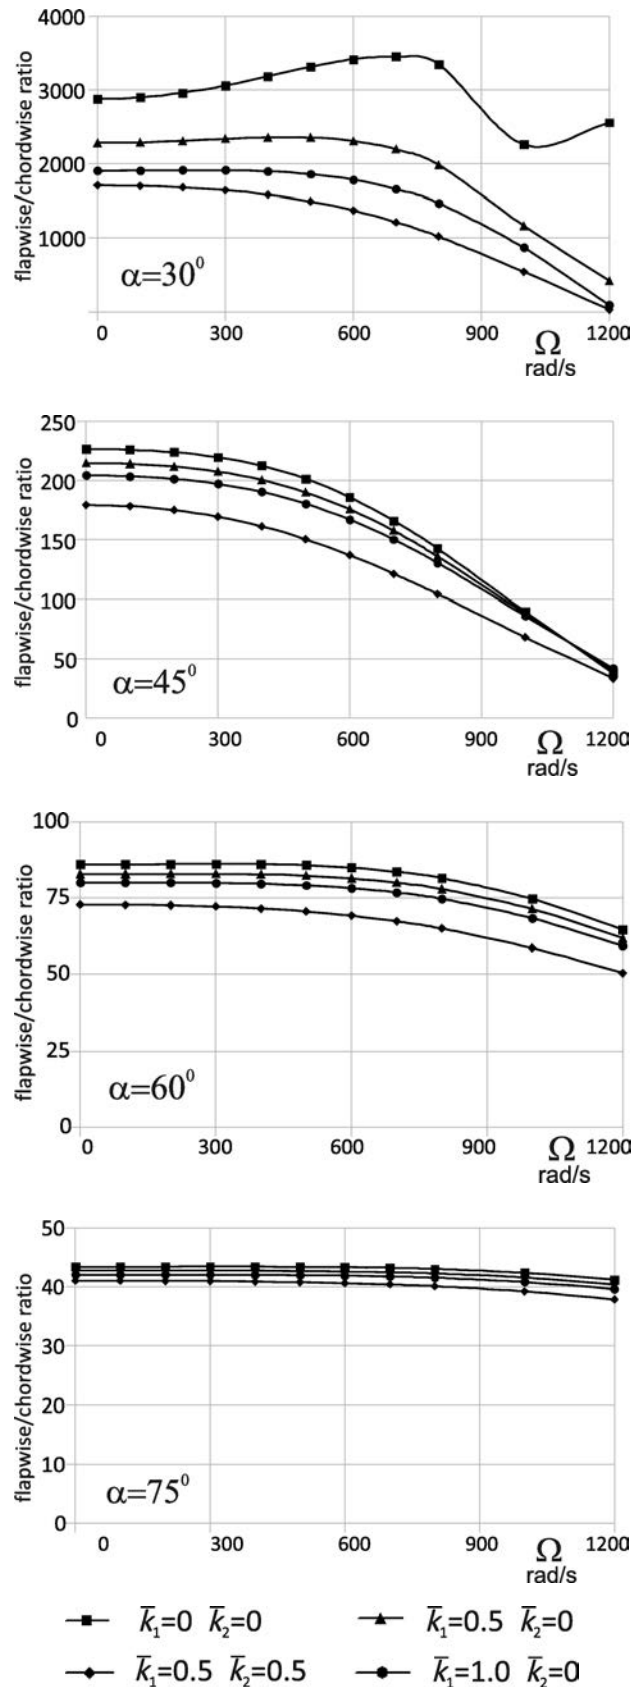 4000
3000
2000
1000
flapwise/chordwise ratio
α=30⁰
0 300 600 900 1200
Ω
rad/s
250
200
150
100
50
0
flapwise/chordwise ratio
α=45⁰
0 300 600 900 1200
Ω
rad/s
100
75
50
25
0
flapwise/chordwise ratio
α=60⁰
0 300 600 900 1200
Ω
rad/s
50
40
30
20
10
0
flapwise/chordwise ratio
α=75⁰
0 300 600 900 1200
Ω
rad/s
k̅₁=0 k̅₂=0 k̅₁=0.5 k̅₂=0
k̅₁=0.5 k̅₂=0.5 k̅₁=1.0 k̅₂=0